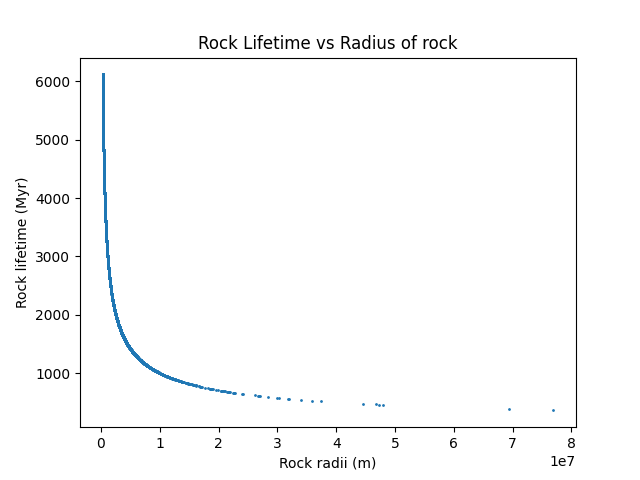 Rock Lifetime vs Radius of rock
6000
5000
4000
3000
2000
1000
Rock lifetime (Myr)
0 1 2 3 4 5 6 7 8
1e7
Rock radii (m)